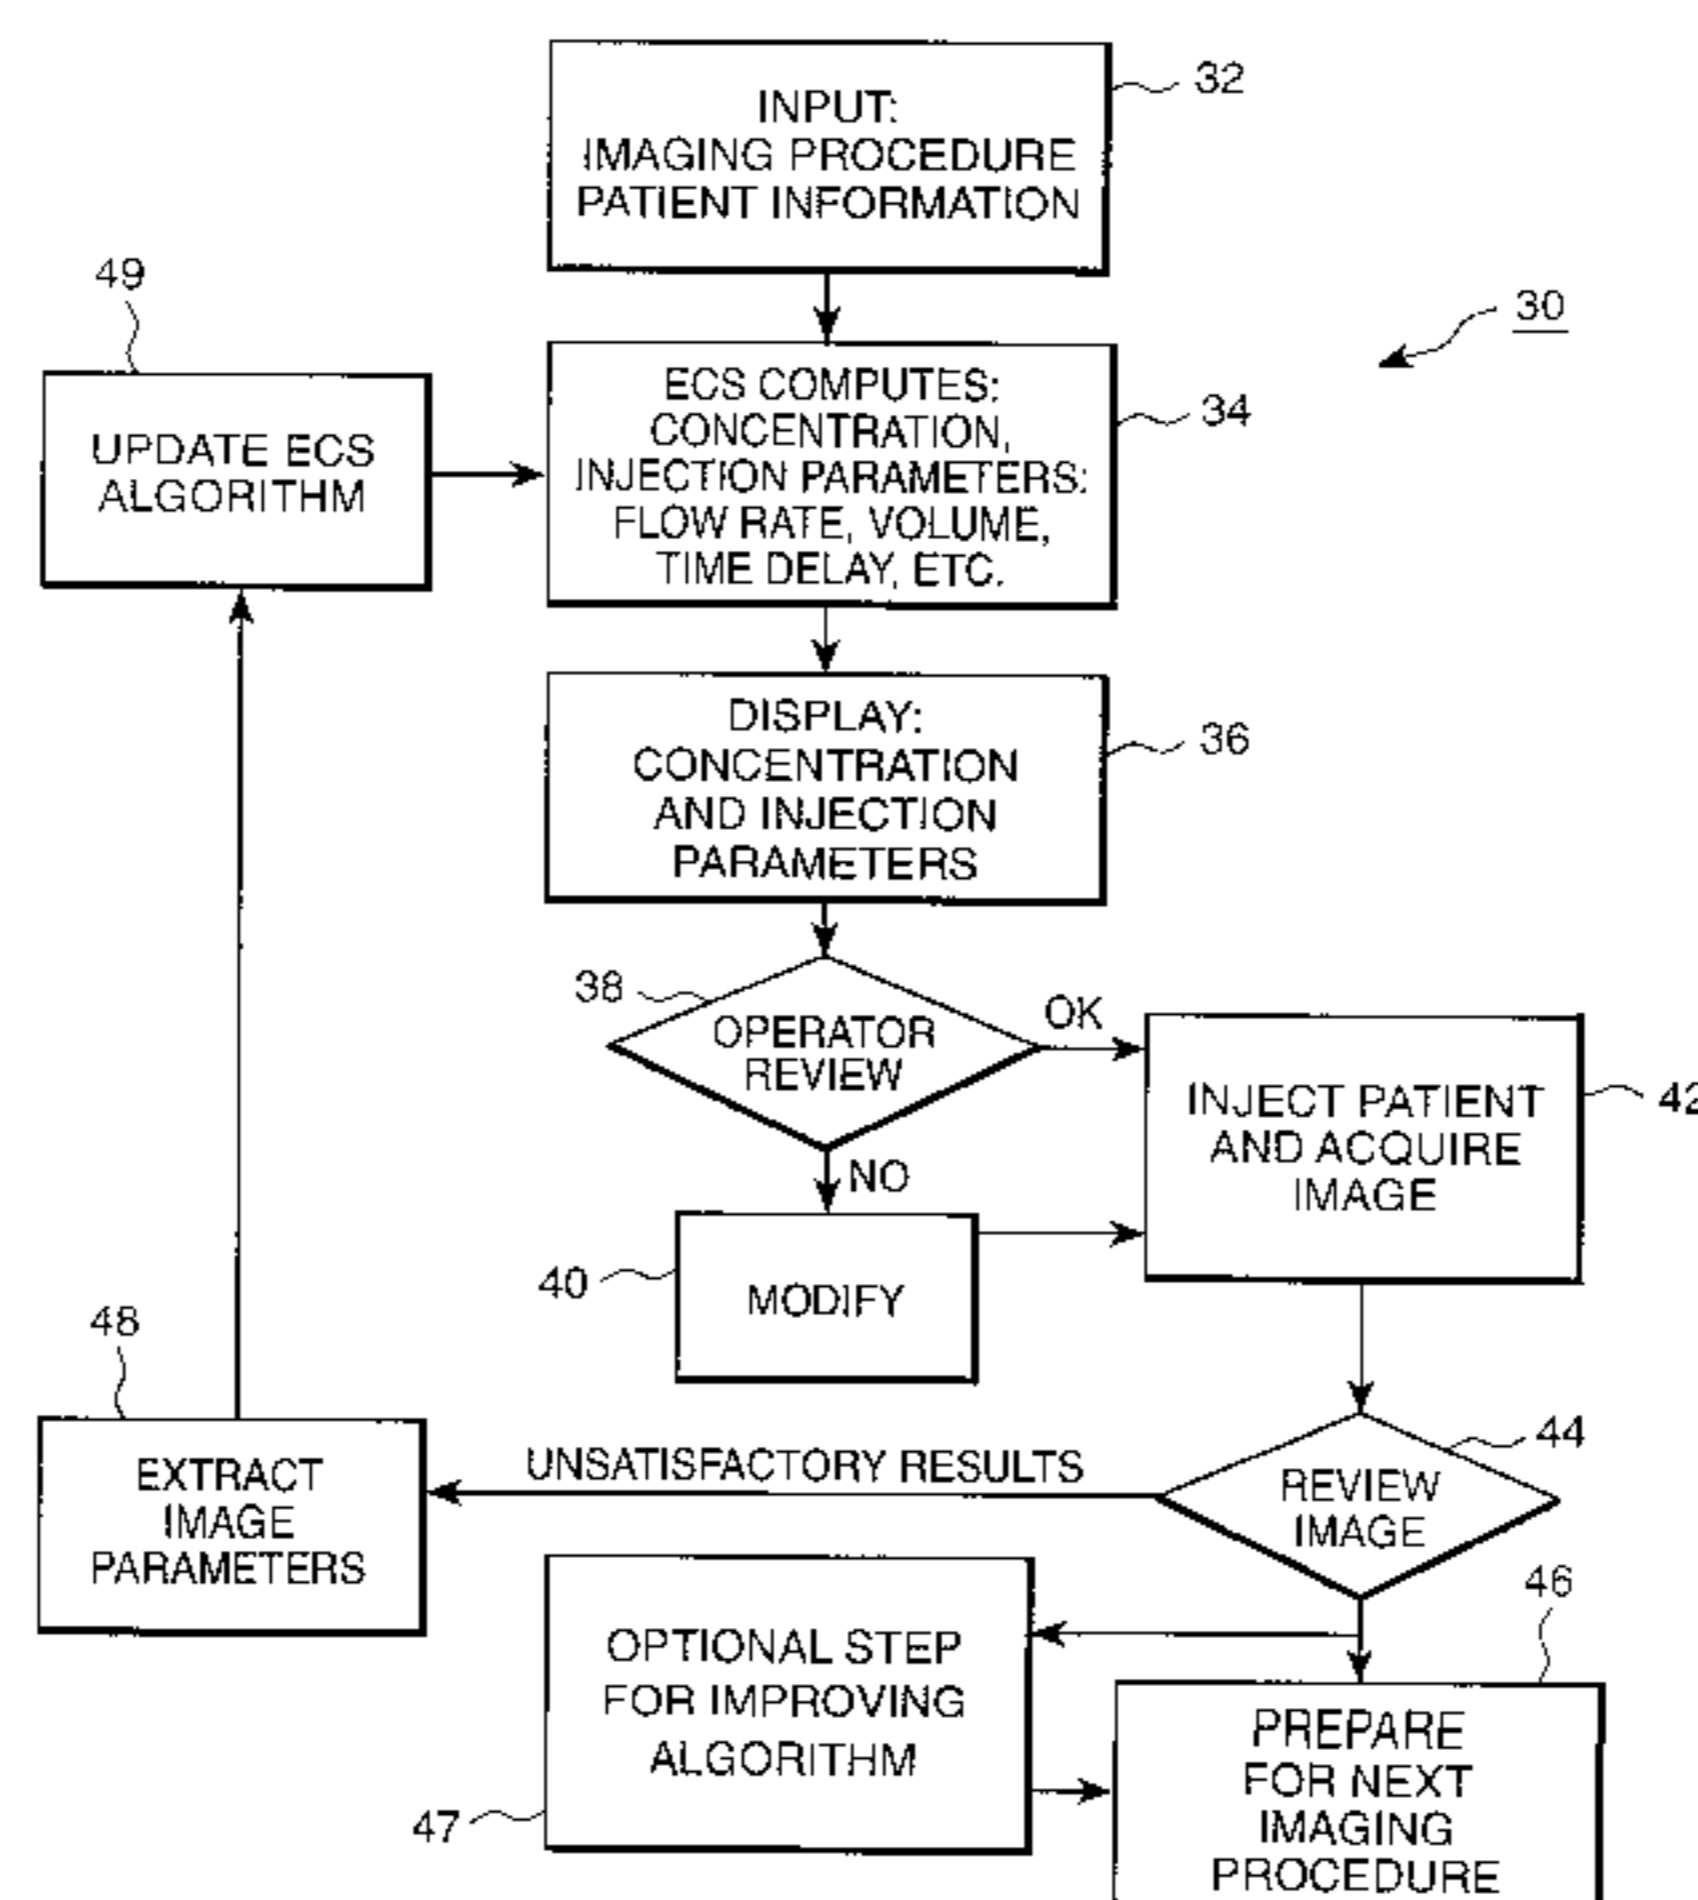 32
INPUT:
IMAGING PROCEDURE
PATIENT INFORMATION
49
30
UPDATE ECS
ALGORITHM
ECS COMPUTES:
CONCENTRATION,
INJECTION PARAMETERS:
FLOW RATE, VOLUME,
TIME DELAY, ETC.
34
DISPLAY:
CONCENTRATION
AND INJECTION
PARAMETERS
36
38
OPERATOR
REVIEW
OK
NO
INJECT PATIENT
AND ACQUIRE
IMAGE
42
40
MODIFY
48
EXTRACT
IMAGE
PARAMETERS
UNSATISFACTORY RESULTS
44
REVIEW
IMAGE
46
OPTIONAL STEP
FOR IMPROVING
ALGORITHM
47
PREPARE
FOR NEXT
IMAGING
PROCEDURE